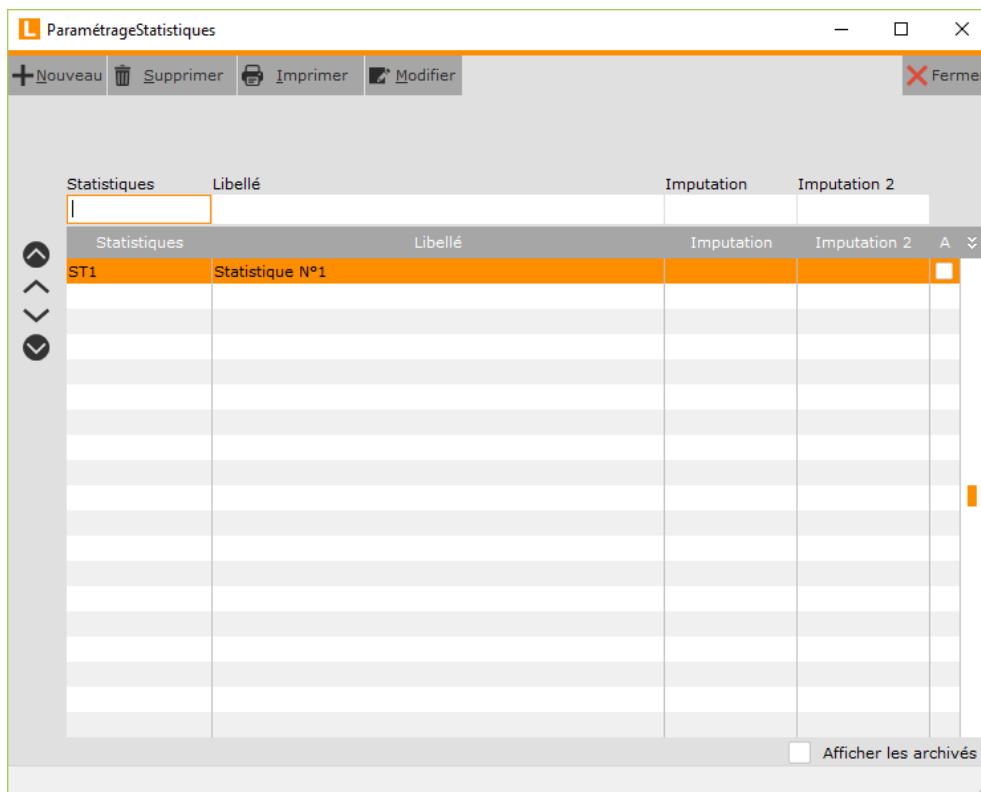 L ParamétrageStatistiques
Nouveau Supprimer Imprimer Modifier Fermer
Statistiques Libellé Imputation Imputation 2
Statistiques Libellé Imputation Imputation 2 A
ST1 Statistique N°1
Afficher les archivés